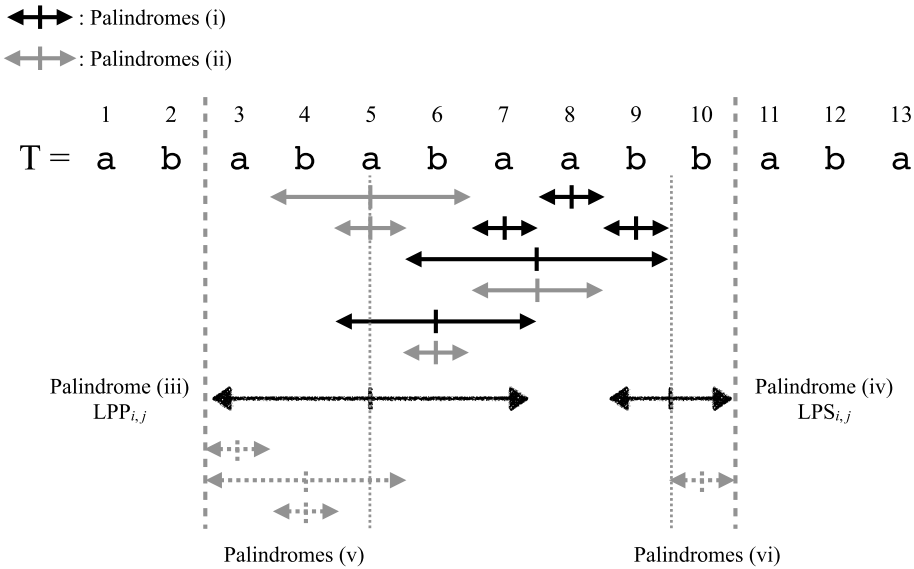 : Palindromes (i)
: Palindromes (ii)
1 2 3 4 5 6 7 8 9 10 11 12 13
T = a b a b a b a a b b a b a
Palindrome (iii) Palindrome (iv)
LPPi, j LPSi, j
Palindromes (v) Palindromes (vi)